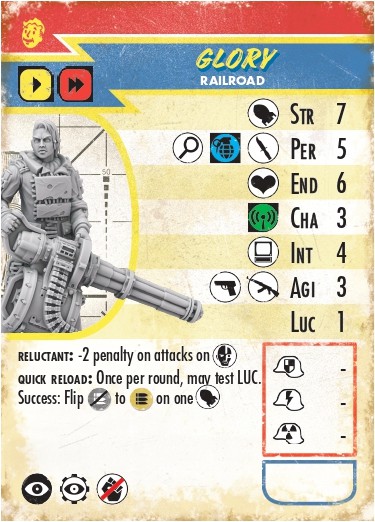 GLORY
RAILROAD
STR 7
PER 5
END 6
CHA 3
INT 4
AGI 3
LUC 1
50
RELUCTANT: -2 penalty on attacks on
QUICK RELOAD: Once per round, may test LUC.
Success: Flip to on one
-
-
-